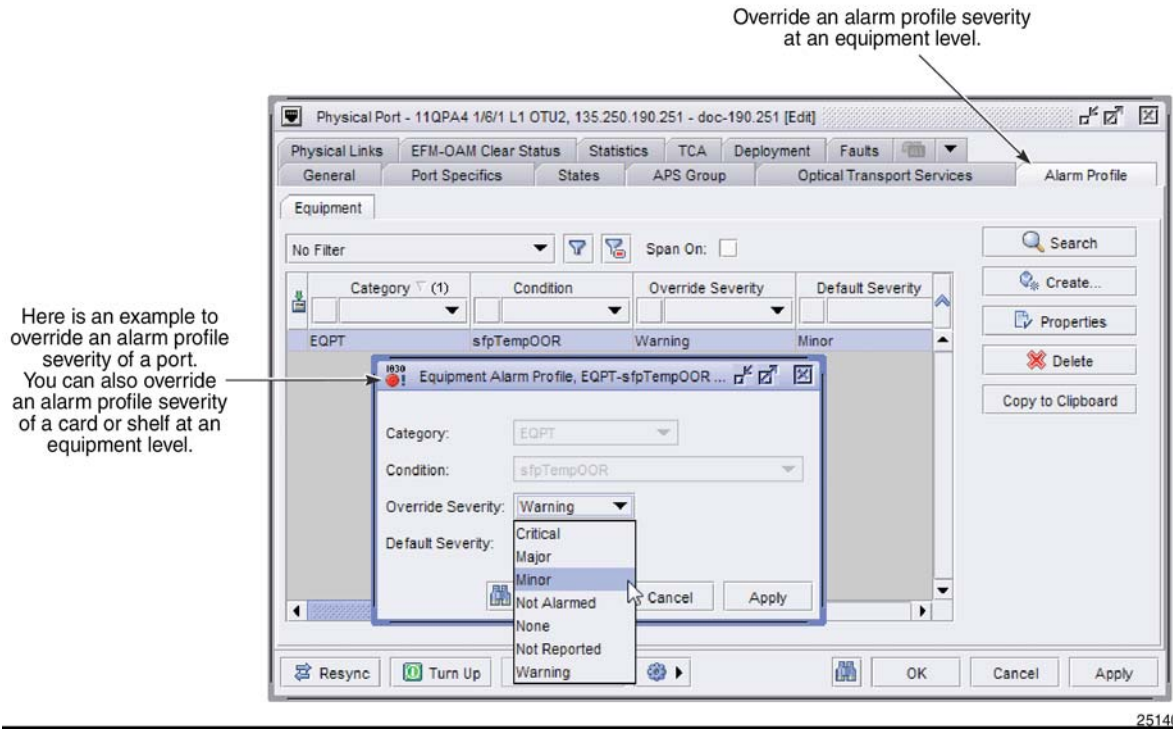 Override an alarm profile severity
at an equipment level.
Physical Port - 11QPA4 1/6/1 L1 OTU2, 135.250.190.251 - doc-190.251 [Edit]
Physical Links EFM-OAM Clear Status Statistics TCA Deployment Faults
General Port Specifics States APS Group Optical Transport Services Alarm Profile
Equipment
No Filter Span On:
Search
Category (1) Condition Override Severity Default Severity
Create...
Properties
EQPT sfpTempOOR Warning Minor
Delete
Copy to Clipboard
Here is an example to
override an alarm profile
severity of a port.
You can also override
an alarm profile severity
of a card or shelf at an
equipment level.
Equipment Alarm Profile, EQPT-sfpTempOOR ...
Category: EQPT
Condition: sfpTempOOR
Override Severity: Warning
Default Severity:
Critical
Major
Minor
Not Alarmed
None
Not Reported
Warning
Cancel Apply
Resync Turn Up OK Cancel Apply